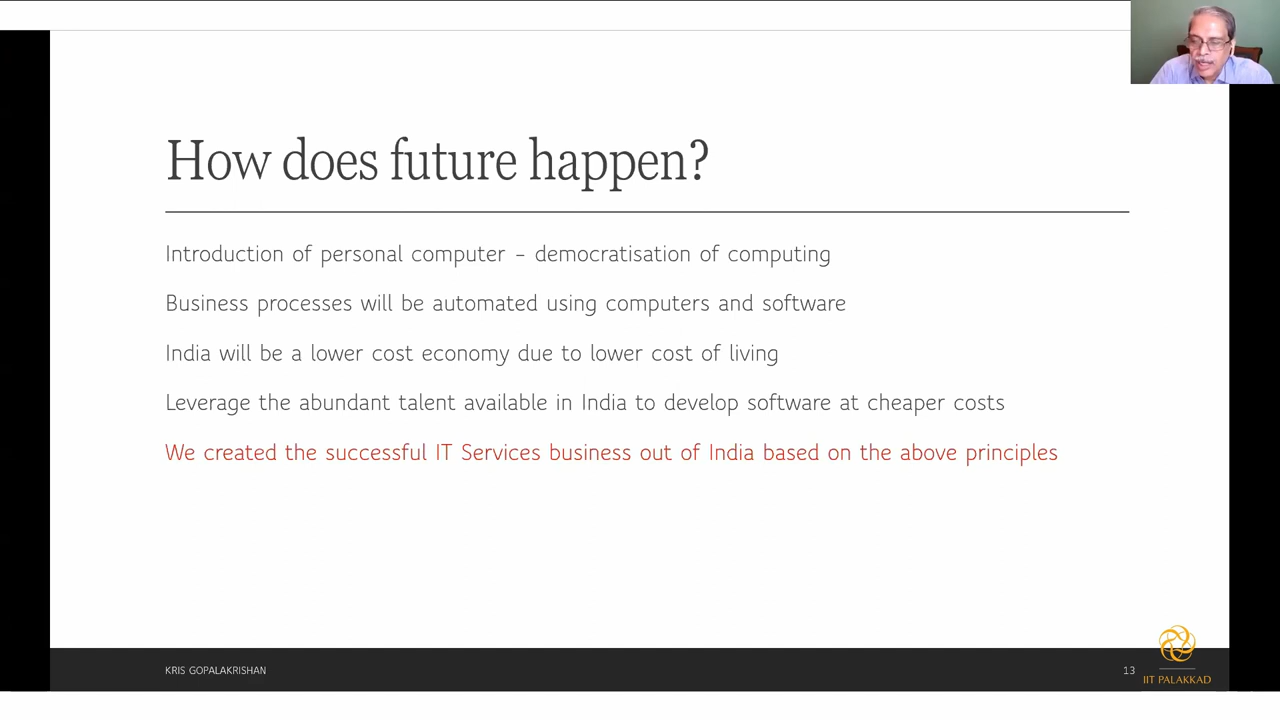 How does future happen?
Introduction of personal computer – democratisation of computing
Business processes will be automated using computers and software
India will be a lower cost economy due to lower cost of living
Leverage the abundant talent available in India to develop software at cheaper costs
We created the successful IT Services business out of India based on the above principles
KRIS GOPALAKRISHAN
13
IIT PALAKKAD